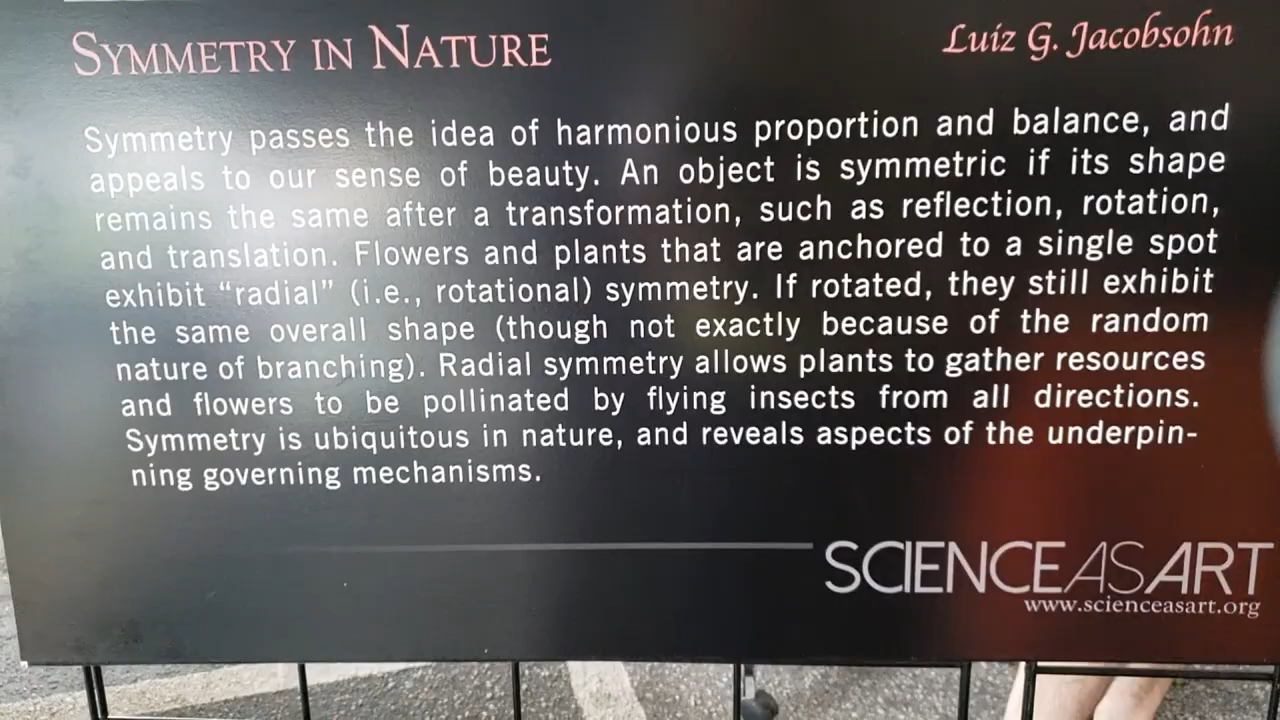 SYMMETRY IN NATURE
Luiz G. Jacobsohn
Symmetry passes the idea of harmonious proportion and balance, and
appeals to our sense of beauty. An object is symmetric if its shape
remains the same after a transformation, such as reflection, rotation,
and translation. Flowers and plants that are anchored to a single spot
exhibit “radial” (i.e., rotational) symmetry. If rotated, they still exhibit
the same overall shape (though not exactly because of the random
nature of branching). Radial symmetry allows plants to gather resources
and flowers to be pollinated by flying insects from all directions.
Symmetry is ubiquitous in nature, and reveals aspects of the underpin-
ning governing mechanisms.
SCIENCEASART
www.scienceasart.org